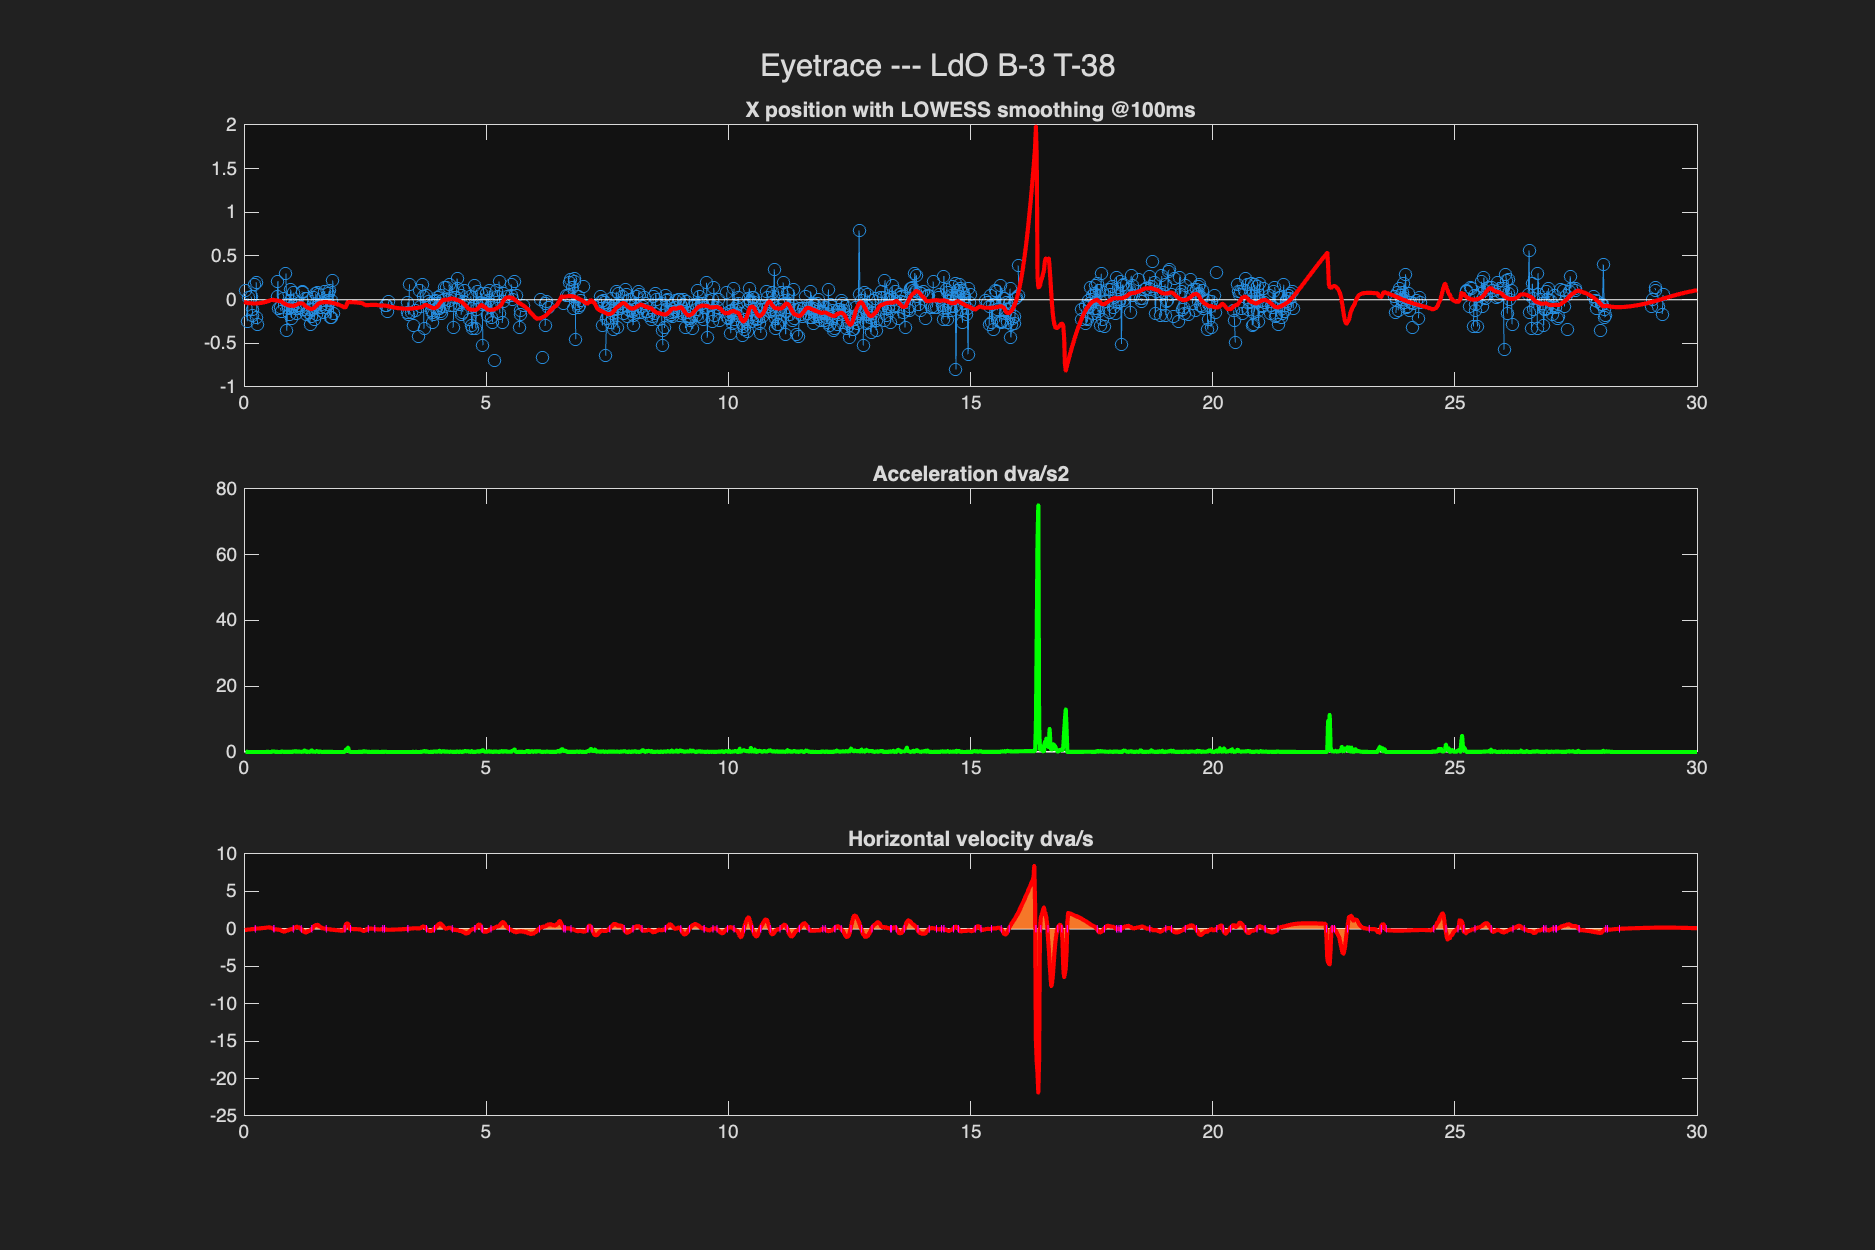 Eyetrace --- LdO B-3 T-38
X position with LOWESS smoothing @100ms
2
1.5
1
0.5
0
-0.5
-1
0 5 10 15 20 25 30
Acceleration dva/s2
80
60
40
20
0
0 5 10 15 20 25 30
Horizontal velocity dva/s
10
5
0
-5
-10
-15
-20
-25
0 5 10 15 20 25 30